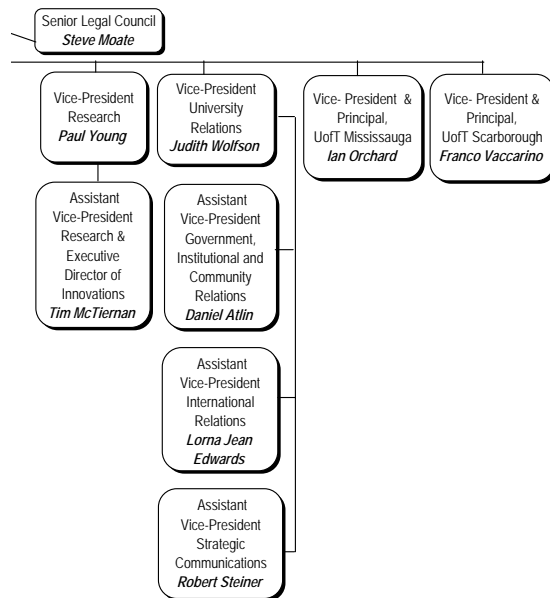 Senior Legal Council
Steve Moate
Vice-President
Research
Paul Young
Vice-President
University
Relations
Judith Wolfson
Vice- President &
Principal,
UofT Mississauga
Ian Orchard
Vice- President &
Principal,
UofT Scarborough
Franco Vaccarino
Assistant
Vice-President
Research &
Executive
Director of
Innovations
Tim McTiernan
Assistant
Vice-President
Government,
Institutional and
Community
Relations
Daniel Atlin
Assistant
Vice-President
International
Relations
Lorna Jean
Edwards
Assistant
Vice-President
Strategic
Communications
Robert Steiner